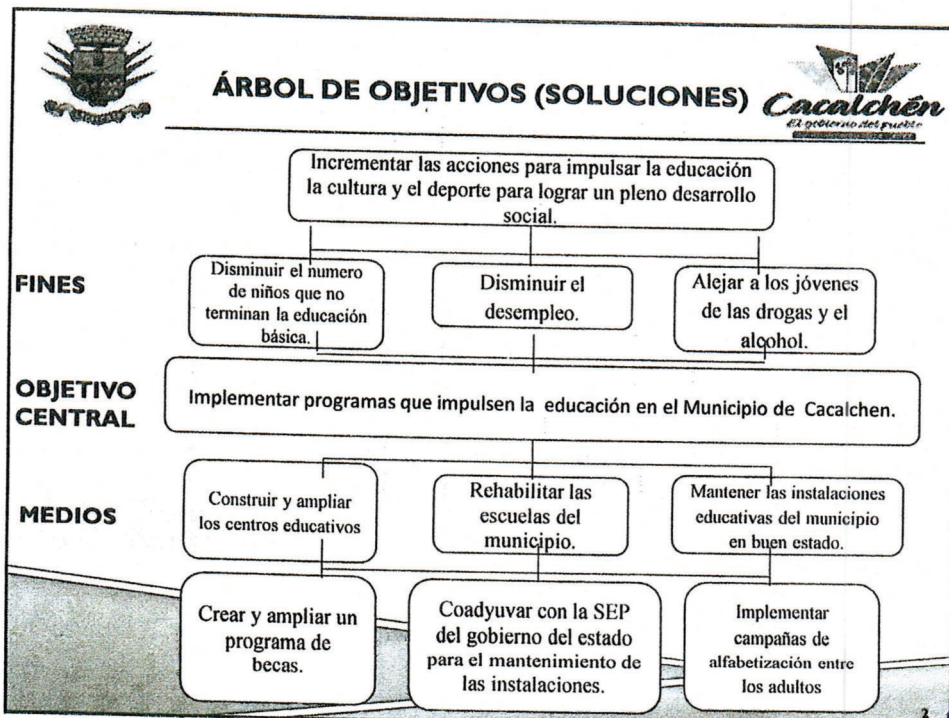 ÁRBOL DE OBJETIVOS (SOLUCIONES)
Cacalchén
El gobierno del pueblo
Incrementar las acciones para impulsar la educación
la cultura y el deporte para lograr un pleno desarrollo
social.
FINES
Disminuir el numero
de niños que no
terminan la educación
básica.
Disminuir el
desempleo.
Alejar a los jóvenes
de las drogas y el
alcohol.
OBJETIVO
CENTRAL
Implementar programas que impulsen la educación en el Municipio de Cacalchen.
MEDIOS
Construir y ampliar
los centros educativos
Rehabilitar las
escuelas del
municipio.
Mantener las instalaciones
educativas del municipio
en buen estado.
Crear y ampliar un
programa de
becas.
Coadyuvar con la SEP
del gobierno del estado
para el mantenimiento de
las instalaciones.
Implementar
campañas de
alfabetización entre
los adultos
2